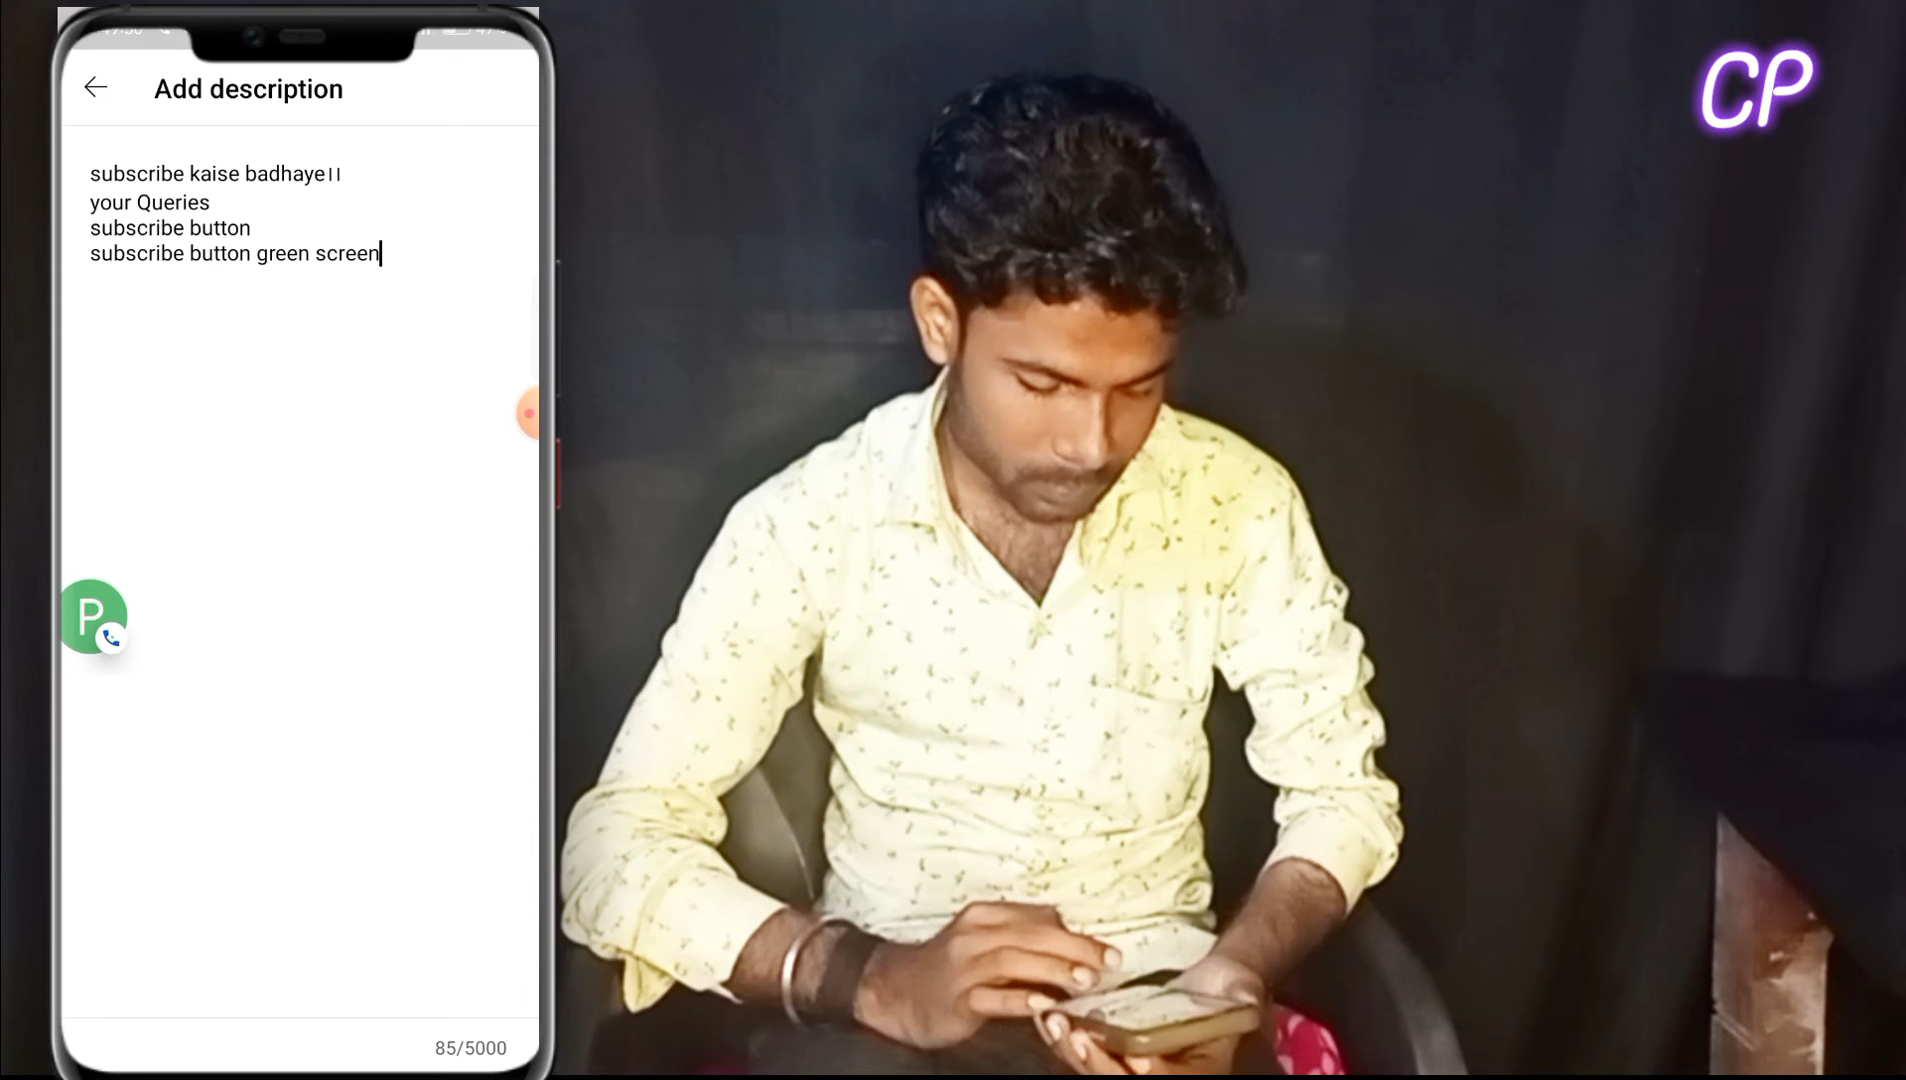 Add description
subscribe kaise badhaye।।
your Queries
subscribe button
subscribe button green screen
P
85/5000
CP